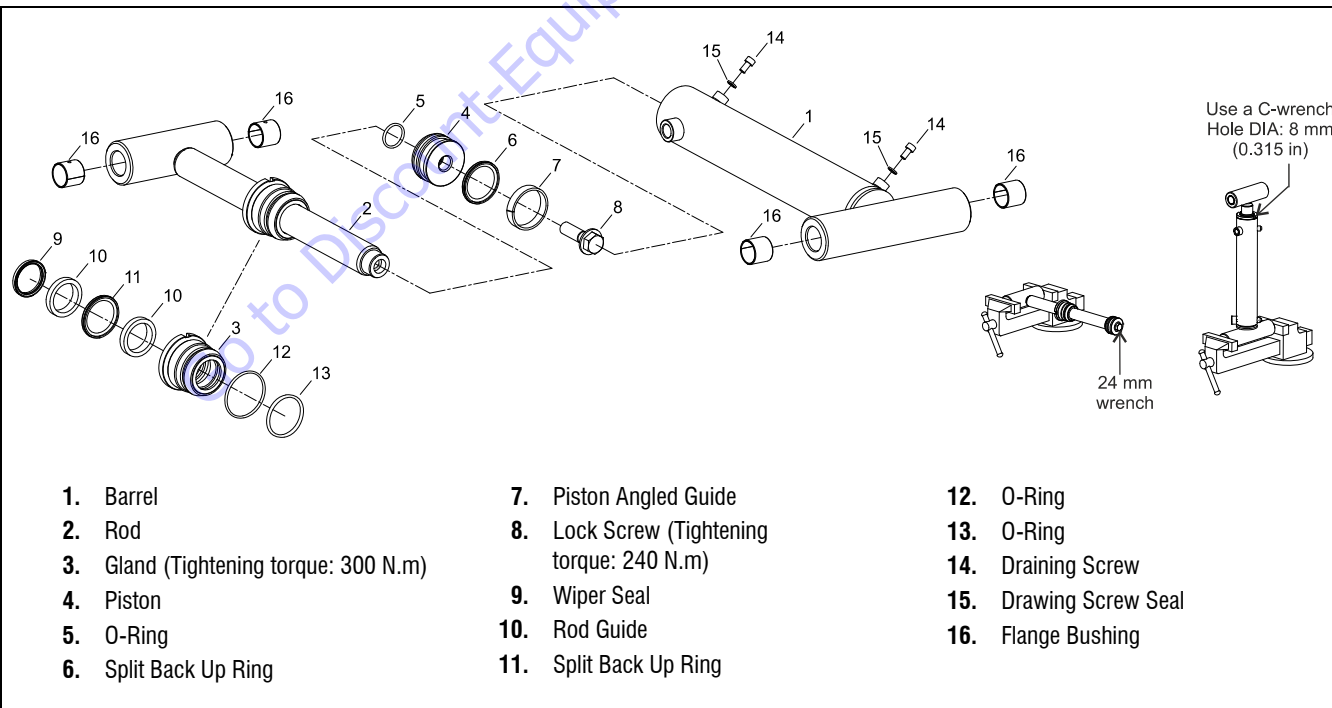 Go to Discount-Equip
14
15
1
14
15
16
16
5
4
6
7
8
16
16
2
9
10
11
10
3
12
13
Use a C-wrench
Hole DIA: 8 mm
(0.315 in)
24 mm
wrench
1. Barrel
2. Rod
3. Gland (Tightening torque: 300 N.m)
4. Piston
5. O-Ring
6. Split Back Up Ring
7. Piston Angled Guide
8. Lock Screw (Tightening
torque: 240 N.m)
9. Wiper Seal
10. Rod Guide
11. Split Back Up Ring
12. O-Ring
13. O-Ring
14. Draining Screw
15. Drawing Screw Seal
16. Flange Bushing